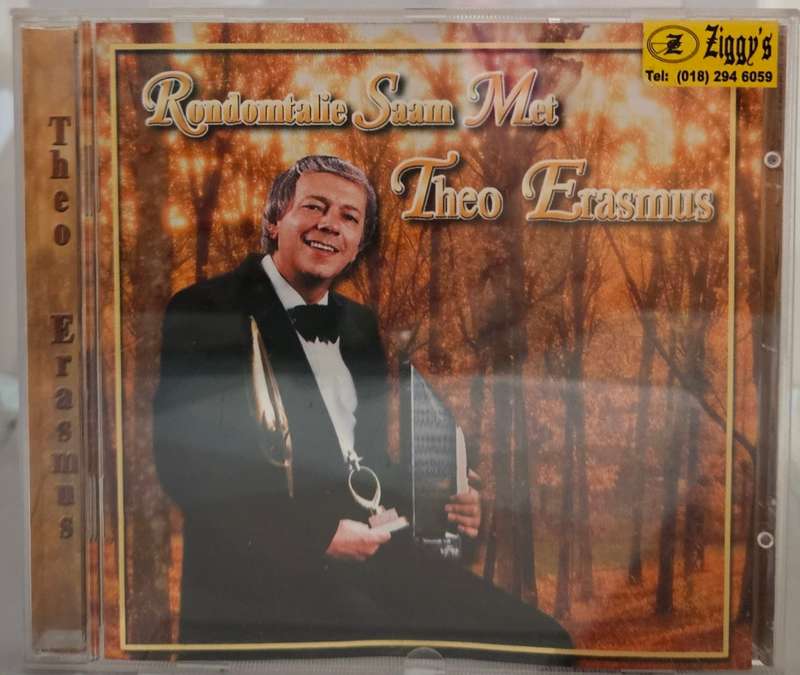 Rondomtalie Saam Met
Theo Erasmus
Theo Erasmus
Z Ziggy's
Tel: (018) 294 6059